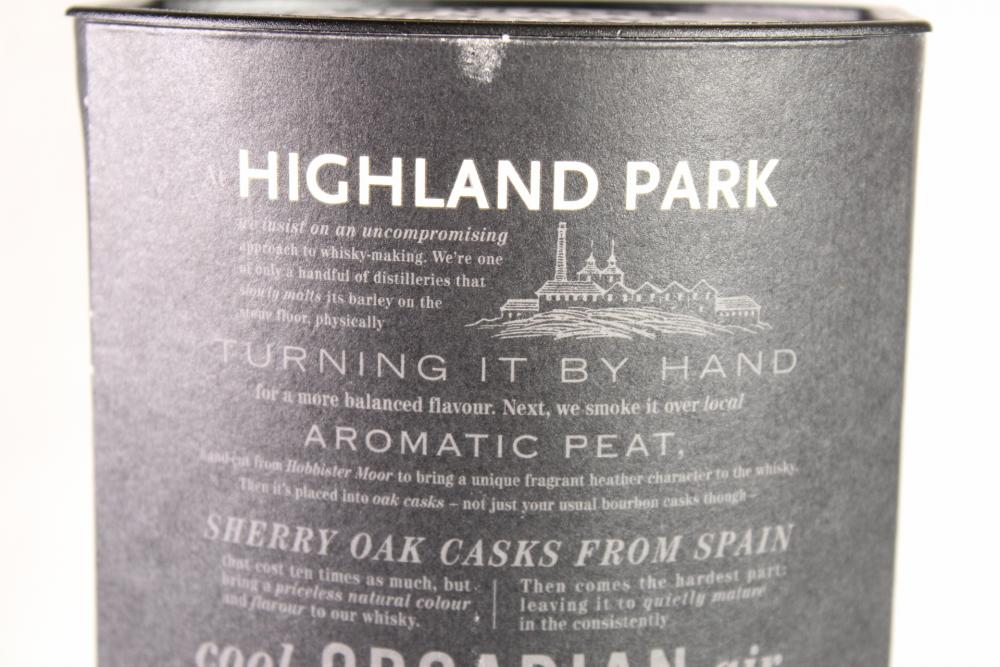 At HIGHLAND PARK
we insist on an uncompromising
approach to whisky-making. We're one
of only a handful of distilleries that
slowly malts its barley on the
stone floor, physically
TURNING IT BY HAND
for a more balanced flavour. Next, we smoke it over local
AROMATIC PEAT,
hand-cut from Hobbister Moor to bring a unique fragrant heather character to the whisky.
Then it's placed into oak casks – not just your usual bourbon casks though –
SHERRY OAK CASKS FROM SPAIN
that cost ten times as much, but
bring a priceless natural colour
and flavour to our whisky.
Then comes the hardest part:
leaving it to quietly mature
in the consistently
cool ORCADIAN air